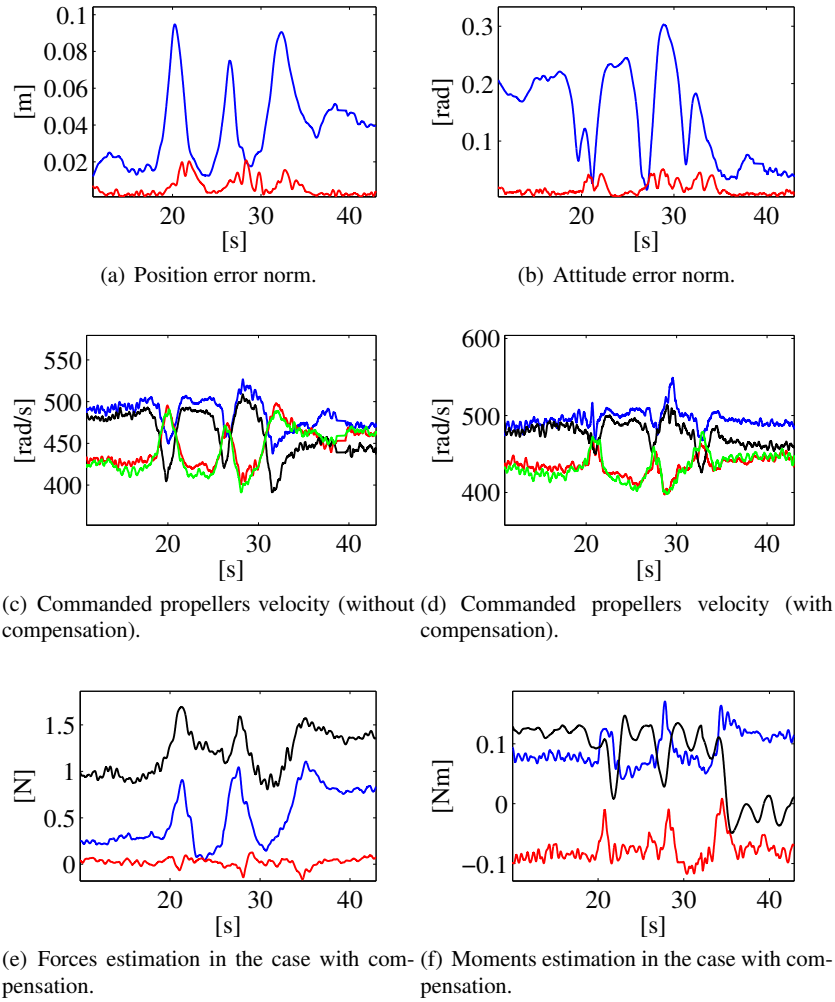 0.1
0.08
0.06
0.04
0.02
[m]
20 30 40
[s]
(a) Position error norm.
0.3
0.2
0.1
[rad]
20 30 40
[s]
(b) Attitude error norm.
550
500
450
400
[rad/s]
20 30 40
[s]
(c) Commanded propellers velocity (without
compensation).
600
500
400
[rad/s]
20 30 40
[s]
(d) Commanded propellers velocity (with
compensation).
1.5
1
0.5
0
[N]
20 30 40
[s]
(e) Forces estimation in the case with com-
pensation.
0.1
0
−0.1
[Nm]
20 30 40
[s]
(f) Moments estimation in the case with com-
pensation.